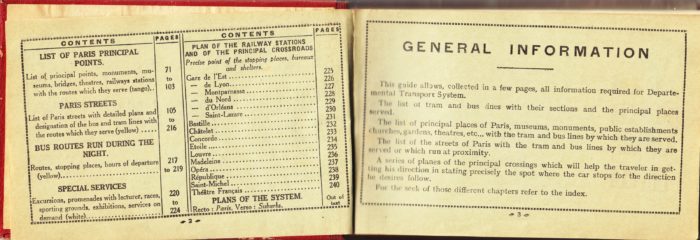 CONTENTS
PAGES
LIST OF PARIS PRINCIPAL
POINTS.
List of principal points, monuments, mu-
seums, bridges, theatres, railways stations
with the routes which they serve (tango)..
71
to
103
PARIS STREETS
List of Paris streets with detailed plans and
designation of the bus and tram lines with
the routes which they serve (yellow) . . . .
105
to
216
BUS ROUTES RUN DURING THE
NIGHT.
Routes, stopping places, hours of departure
(yellow). . . . . . . . . . . . .
217
to 219
SPECIAL SERVICES
Excursions, promenades with lecturer, races,
sporting grounds, exhibitions, services on
demand (white) . . . . . . . . . .
220
to
224
- 2 -
CONTENTS
PAGES
PLAN OF THE RAILWAY STATIONS
AND OF THE PRINCIPAL CROSSROADS
Precise point of the stopping places, bureaux
and shelters.
Gare de l'Est . . . . . . 225
— de Lyon . . . . . . 226
— Montparnasse . . . . . . 227
— du Nord . . . . . . 228
— d'Orléans . . . . . . 229
— Saint-Lazare . . . . . . 230
Bastille . . . . . . 231
Châtelet . . . . . . 232
Concorde . . . . . . 233
Etoile . . . . . . 234
Louvre . . . . . . 235
Madeleine . . . . . . 236
Opéra . . . . . . 237
République . . . . . . 238
Saint-Michel . . . . . . 239
Théâtre Français . . . . . . 240
PLANS OF THE SYSTEM.
Recto : Paris, Verso : Suburbs.
Out of
text
GENERAL INFORMATION
This guide allows, collected in a few pages, all information required for Departe-
mental Transport System.
The list of tram and bus lines with their sections and the principal places
served.
The list of principal places of Paris, museums, monuments, public establishments
churches, gardens, theatres, etc..., with the tram and bus lines by which they are served.
The list of the streets of Paris with the tram and bus lines by which they are
served or which run at proximity.
A series of planes of the principal crossings which will help the traveler in get-
ting his direction in stating precisely the spot where the car stops for the direction
he desires follow.
For the seek of those different chapters refer to the index.
- 3 -